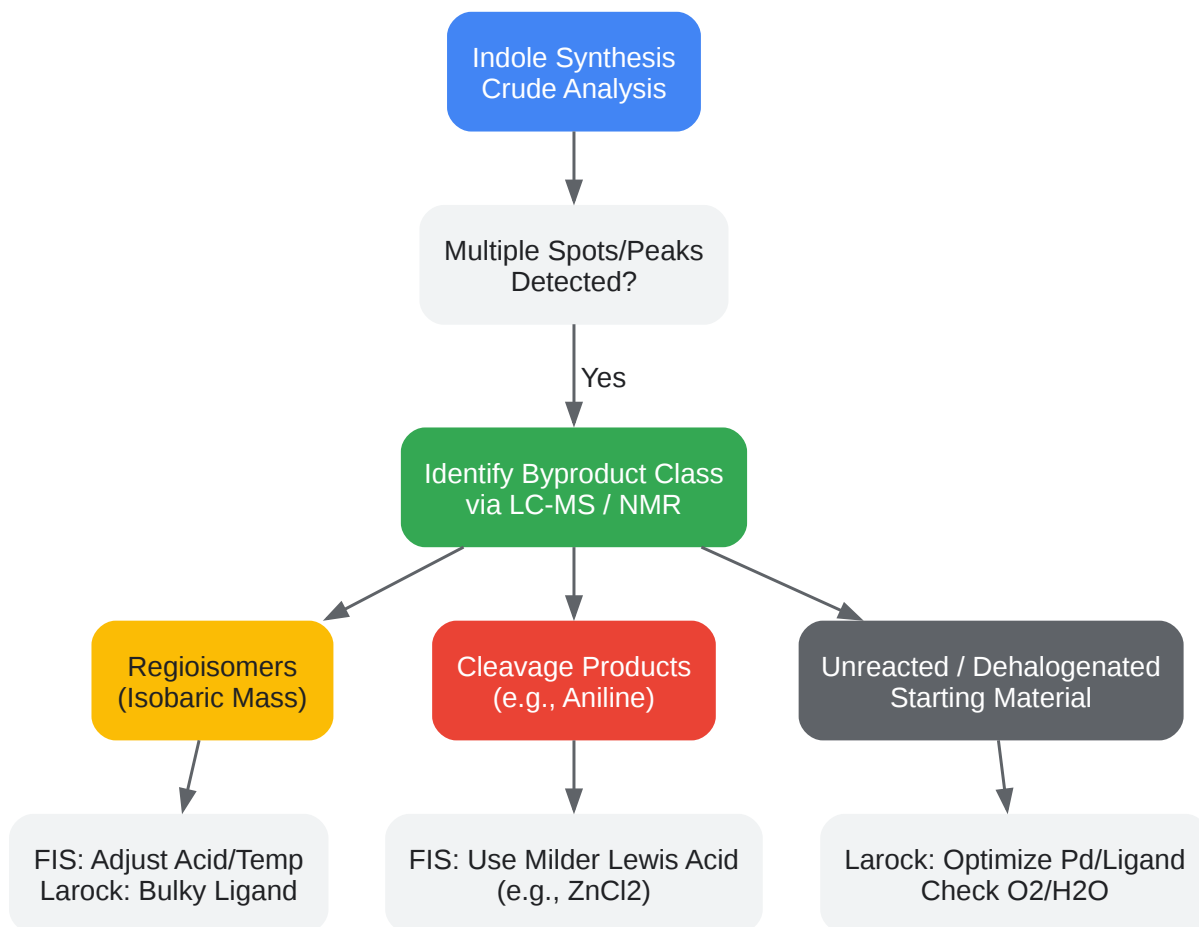 Indole Synthesis
Crude Analysis
Multiple Spots/Peaks
Detected?
Yes
Identify Byproduct Class
via LC-MS / NMR
Regioisomers
(Isobaric Mass)
Cleavage Products
(e.g., Aniline)
Unreacted / Dehalogenated
Starting Material
FIS: Adjust Acid/Temp
Larock: Bulky Ligand
FIS: Use Milder Lewis Acid
(e.g., ZnCl2)
Larock: Optimize Pd/Ligand
Check O2/H2O